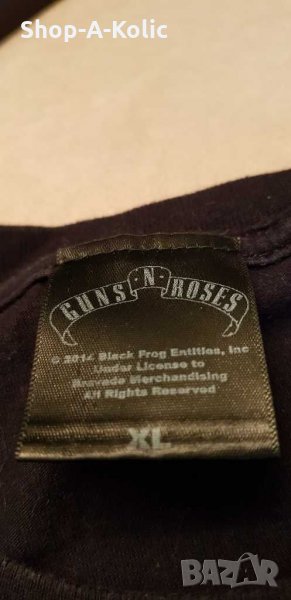 Shop-A-Kolic
GUNS N' ROSES
© 2014 Black Frog Entities, Inc
Under License to
Bravado Merchandising
All Rights Reserved
XL
BAZAR